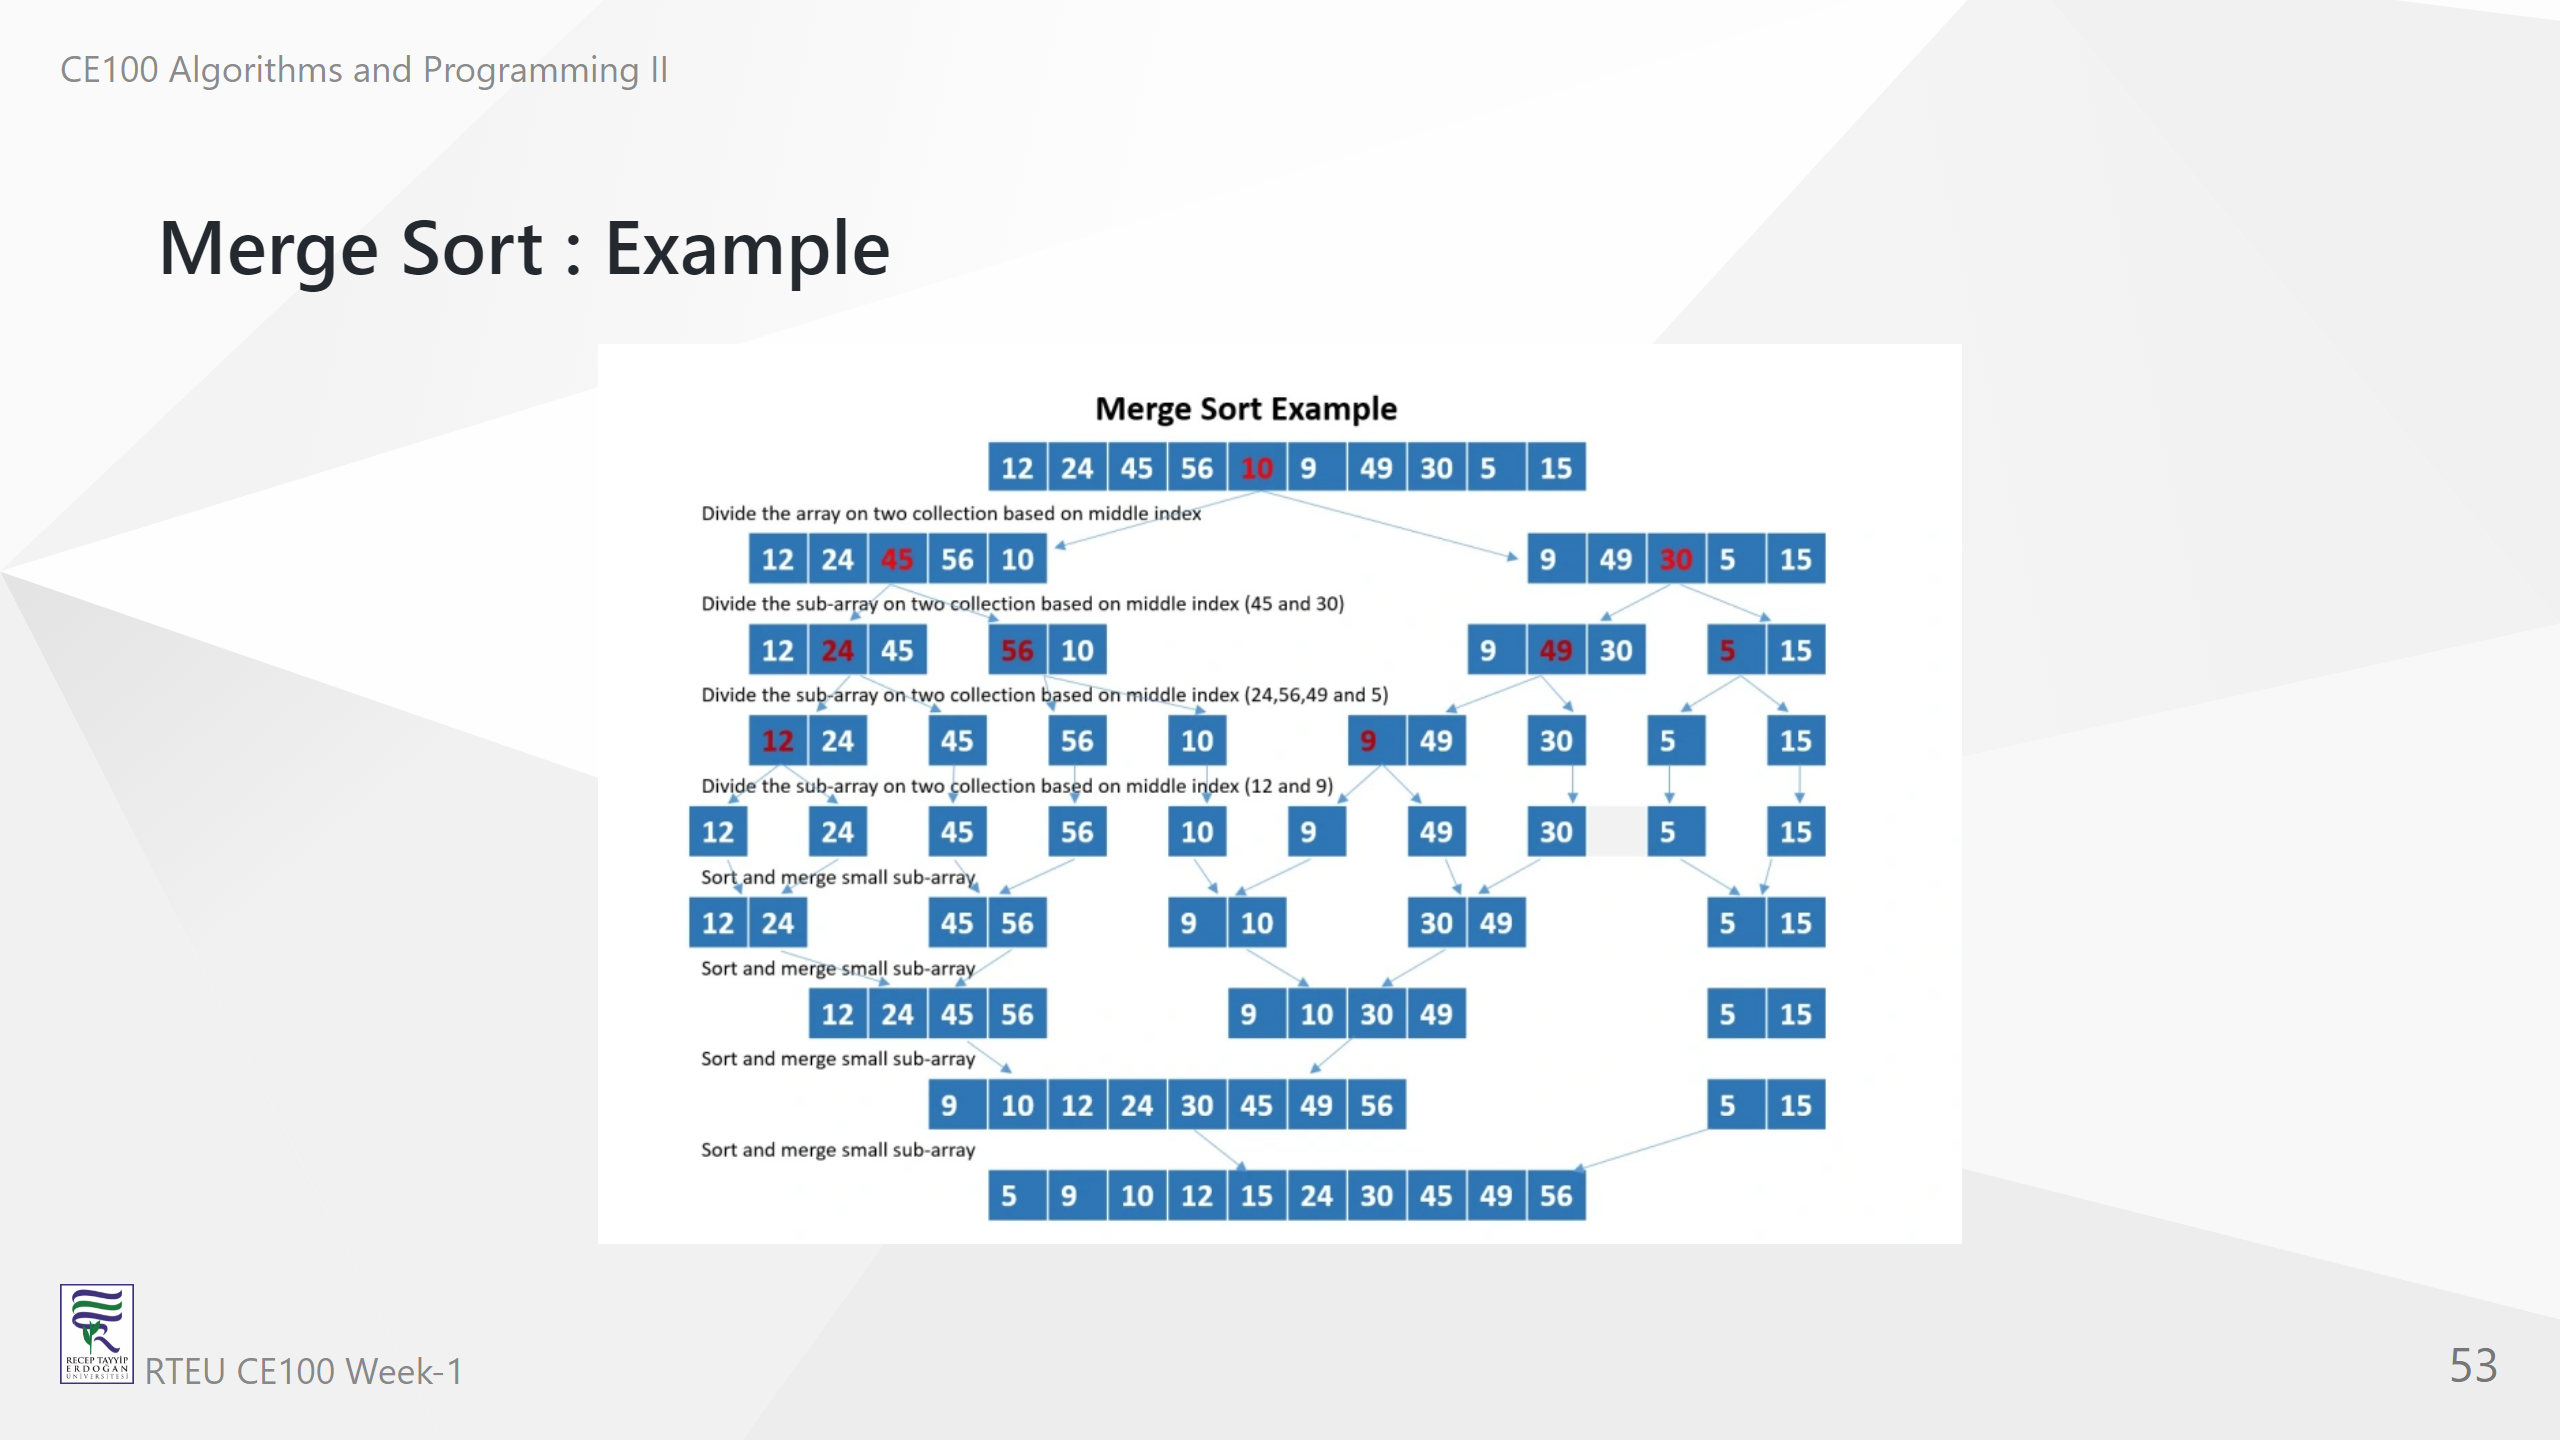 CE100 Algorithms and Programming II
Merge Sort : Example
Merge Sort Example
12 24 45 56 10 9 49 30 5 15
Divide the array on two collection based on middle index
12 24 45 56 10 9 49 30 5 15
Divide the sub-array on two collection based on middle index (45 and 30)
12 24 45 56 10 9 49 30 5 15
Divide the sub-array on two collection based on middle index (24,56,49 and 5)
12 24 45 56 10 9 49 30 5 15
Divide the sub-array on two collection based on middle index (12 and 9)
12 24 45 56 10 9 49 30 5 15
Sort and merge small sub-array
12 24 45 56 9 10 30 49 5 15
Sort and merge small sub-array
12 24 45 56 9 10 30 49 5 15
Sort and merge small sub-array
9 10 12 24 30 45 49 56 5 15
Sort and merge small sub-array
5 9 10 12 15 24 30 45 49 56
RECEP TAYYİP
ERDOĞAN
ÜNİVERSİTESİ
RTEU CE100 Week-1
53